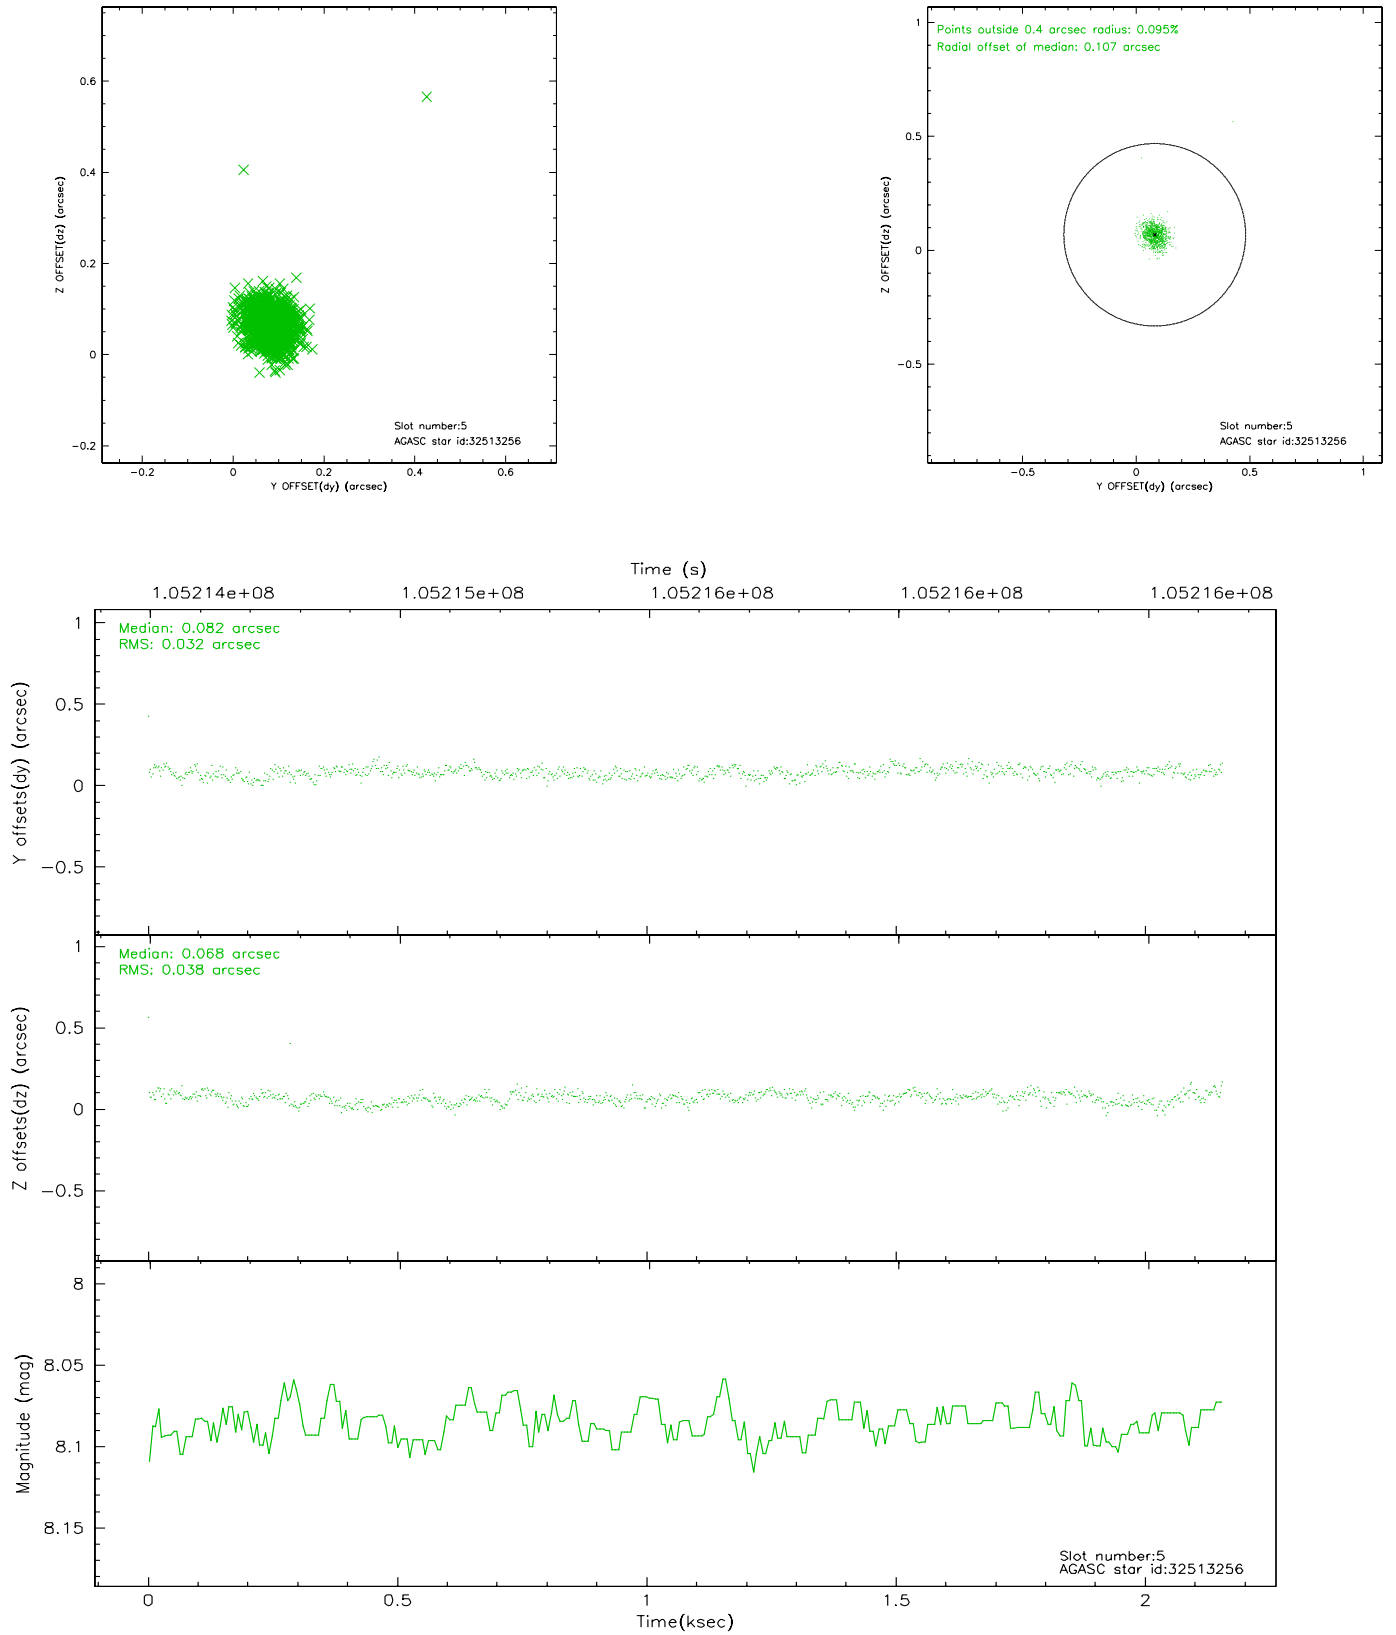 0.6
0.4
0.2
0
−0.2
Z OFFSET(dz) (arcsec)
Slot number:5
AGASC star id:32513256
−0.2 0 0.2 0.4 0.6
Y OFFSET(dy) (arcsec)
Points outside 0.4 arcsec radius: 0.095%
Radial offset of median: 0.107 arcsec
1
0.5
0
−0.5
Z OFFSET(dz) (arcsec)
Slot number:5
AGASC star id:32513256
−0.5 0 0.5 1
Y OFFSET(dy) (arcsec)
Time (s)
1.05214e+08 1.05215e+08 1.05216e+08 1.05216e+08 1.05216e+08
Median: 0.082 arcsec
RMS: 0.032 arcsec
1
0.5
0
−0.5
Y offsets(dy) (arcsec)
Median: 0.068 arcsec
RMS: 0.038 arcsec
1
0.5
0
−0.5
Z offsets(dz) (arcsec)
8
8.05
8.1
8.15
Magnitude (mag)
Slot number:5
AGASC star id:32513256
0 0.5 1 1.5 2
Time(ksec)